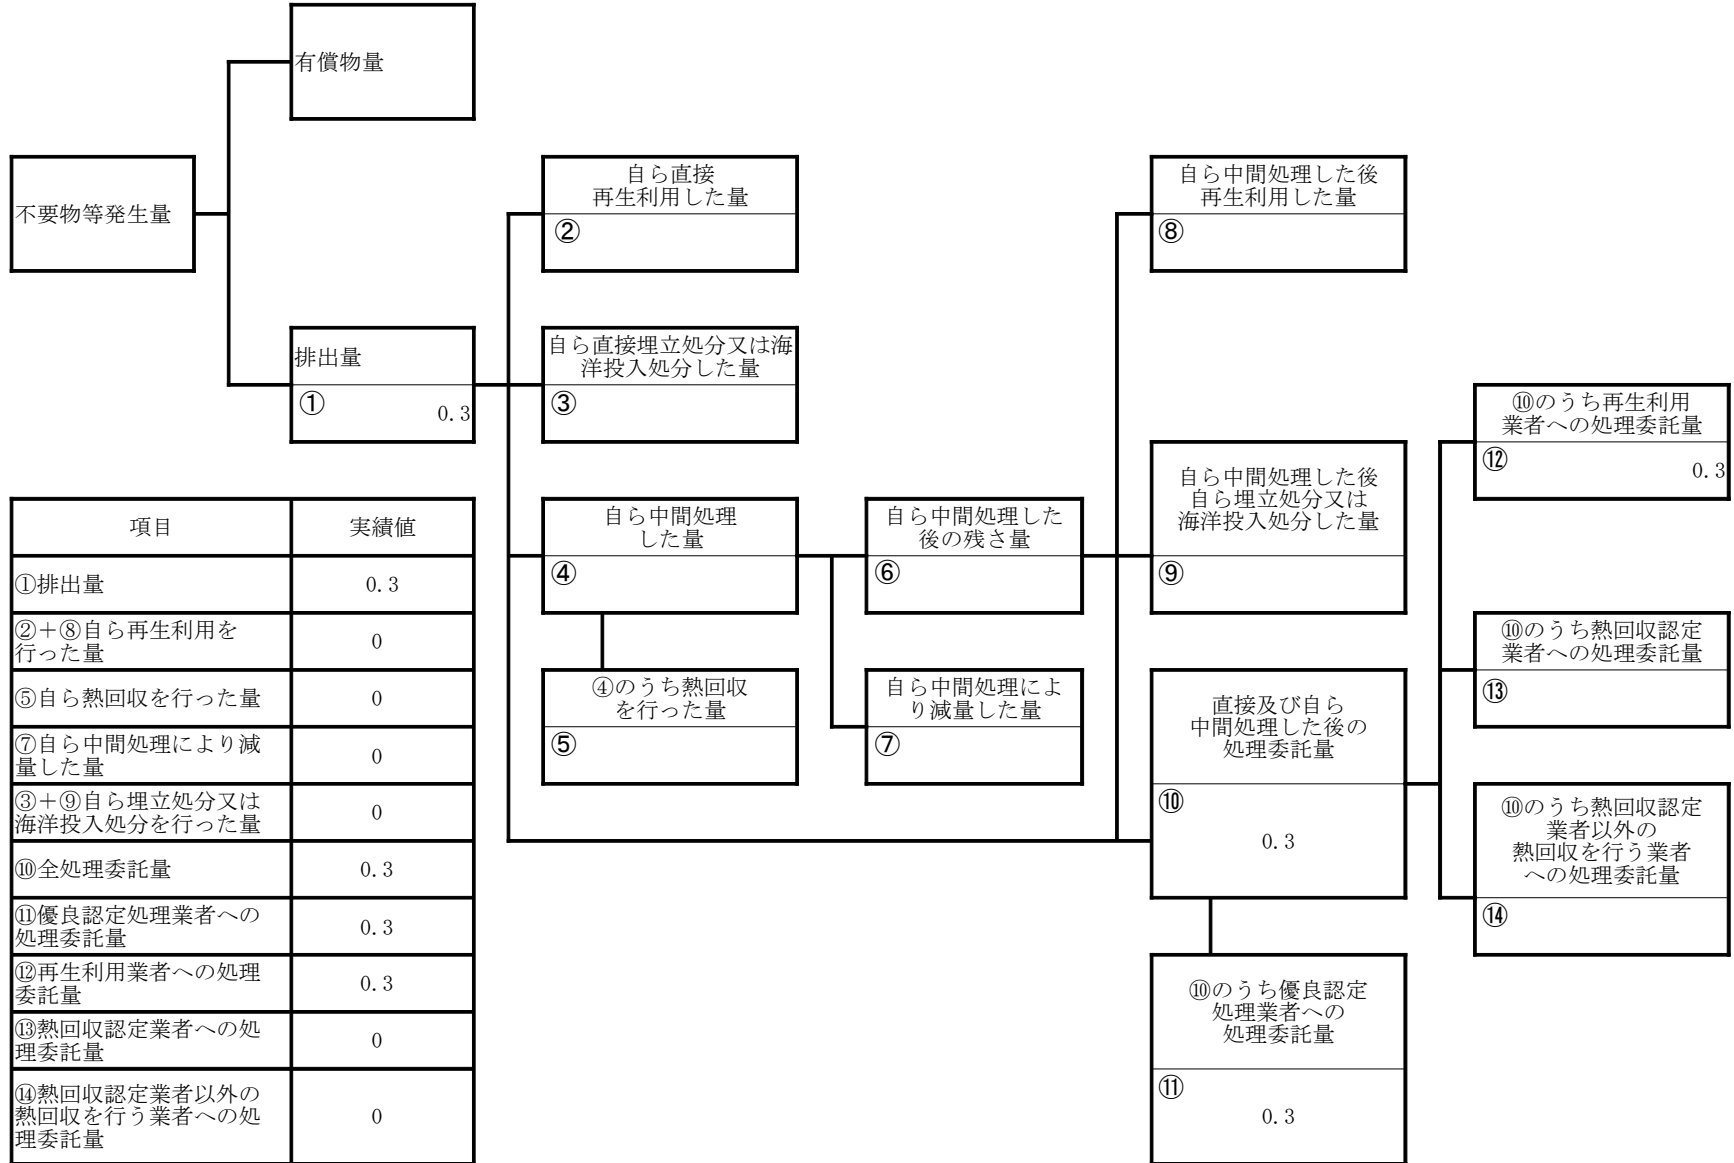 有償物量
不要物等発生量
自ら直接
再生利用した量
②
自ら中間処理した後
再生利用した量
⑧
排出量
①
0.3
自ら直接埋立処分又は海
洋投入処分した量
③
⑩のうち再生利用
業者への処理委託量
⑫
0.3
自ら中間処理
した量
④
自ら中間処理した
後の残さ量
⑥
自ら中間処理した後
自ら埋立処分又は
海洋投入処分した量
⑨
⑩のうち熱回収認定
業者への処理委託量
⑬
④のうち熱回収
を行った量
⑤
自ら中間処理によ
り減量した量
⑦
直接及び自ら
中間処理した後の
処理委託量
⑩
0.3
⑩のうち熱回収認定
業者以外の
熱回収を行う業者
への処理委託量
⑭
⑩のうち優良認定
処理業者への
処理委託量
⑪
0.3
項目 実績値
①排出量 0.3
②＋⑧自ら再生利用を
行った量 0
⑤自ら熱回収を行った量 0
⑦自ら中間処理により減
量した量 0
③＋⑨自ら埋立処分又は
海洋投入処分を行った量 0
⑩全処理委託量 0.3
⑪優良認定処理業者への
処理委託量 0.3
⑫再生利用業者への処理
委託量 0.3
⑬熱回収認定業者への処
理委託量 0
⑭熱回収認定業者以外の
熱回収を行う業者への処
理委託量 0